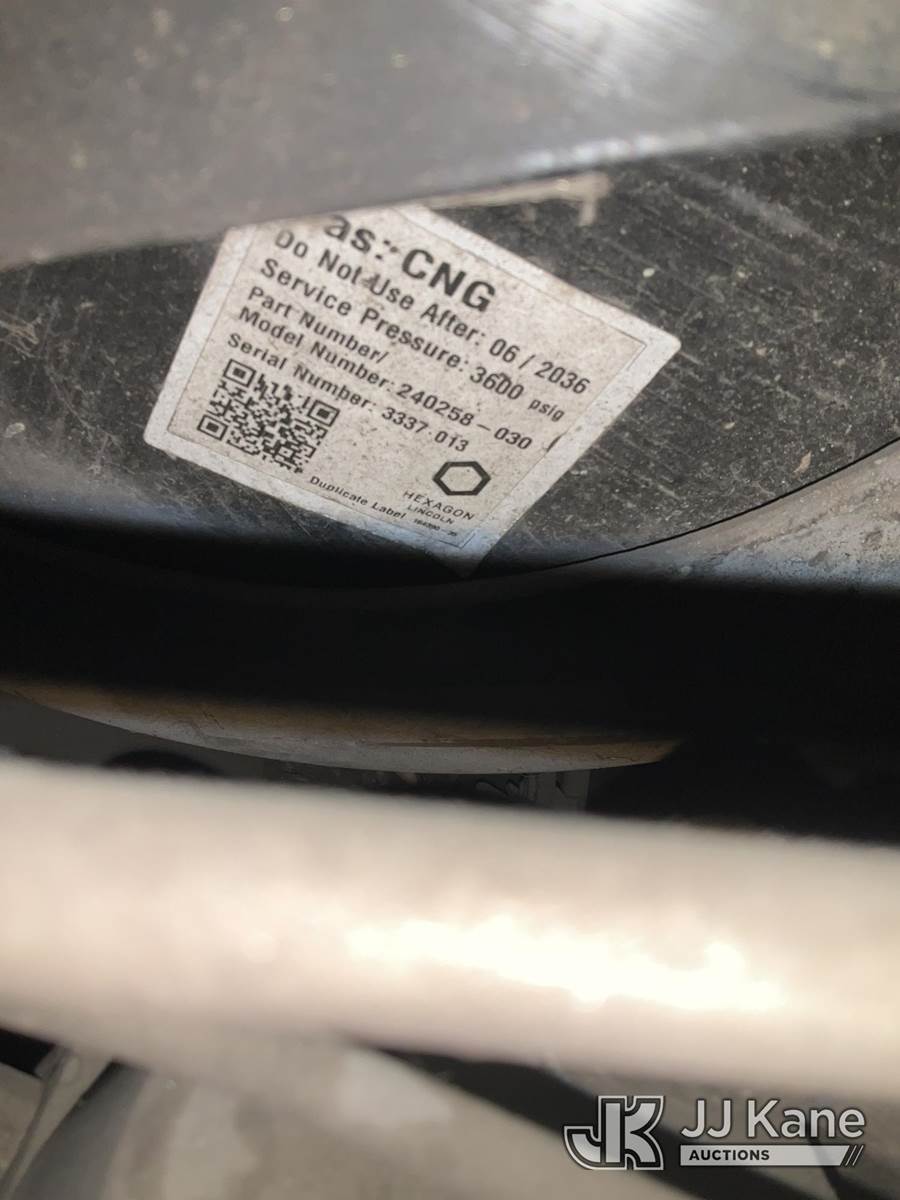 as:: CNG
Do Not Use After: 06 / 2036
Service Pressure: 3600 psig
Part Number/
Model Number: 240258-030
Serial Number: 3337.013
HEXAGON
LINCOLN
Duplicate Label
JK JJ Kane
AUCTIONS